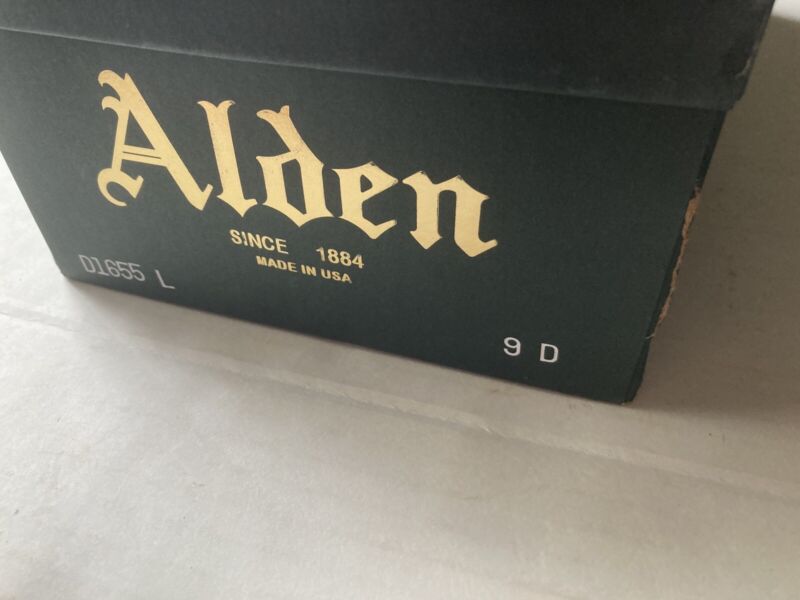 Alden
SINCE 1884
MADE IN USA
D1655 L
9 D